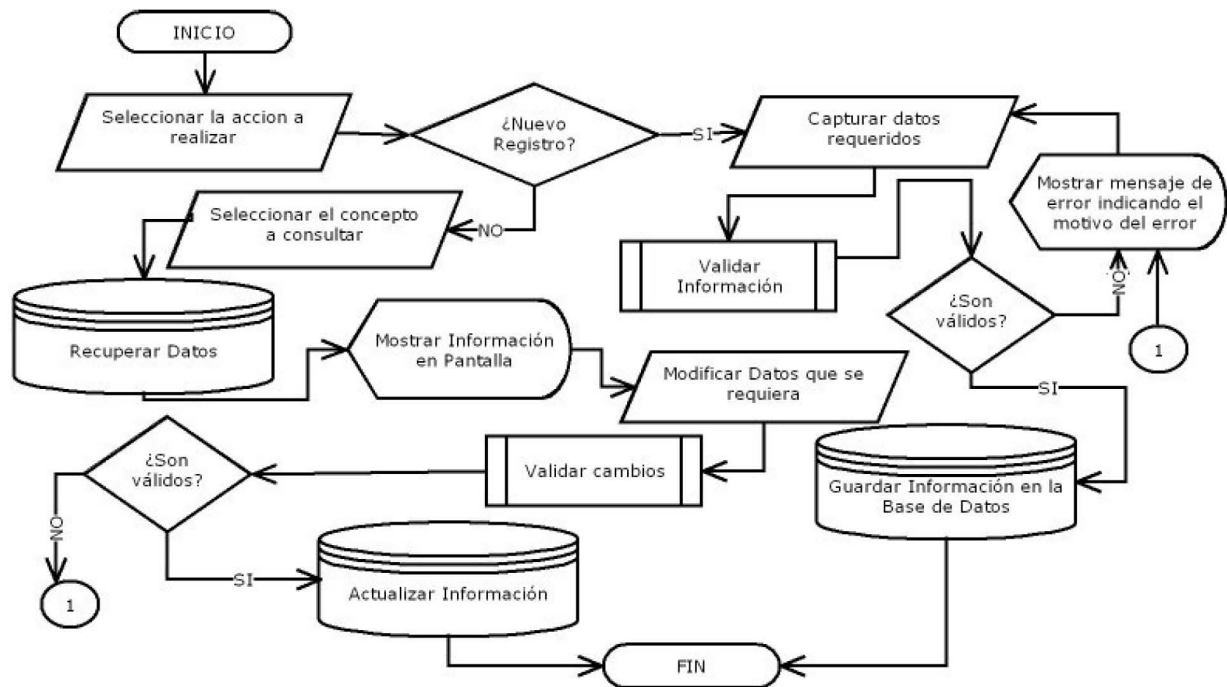 INICIO
Seleccionar la accion a
realizar
¿Nuevo
Registro?
SI
Capturar datos
requeridos
Mostrar mensaje de
error indicando el
motivo del error
NO
Seleccionar el concepto
a consultar
Validar
Información
¿Son
válidos?
NO
1
SI
Recuperar Datos
Mostrar Información
en Pantalla
Modificar Datos que se
requiera
Guardar Información en la
Base de Datos
Validar cambios
¿Son
válidos?
NO
1
SI
Actualizar Información
FIN